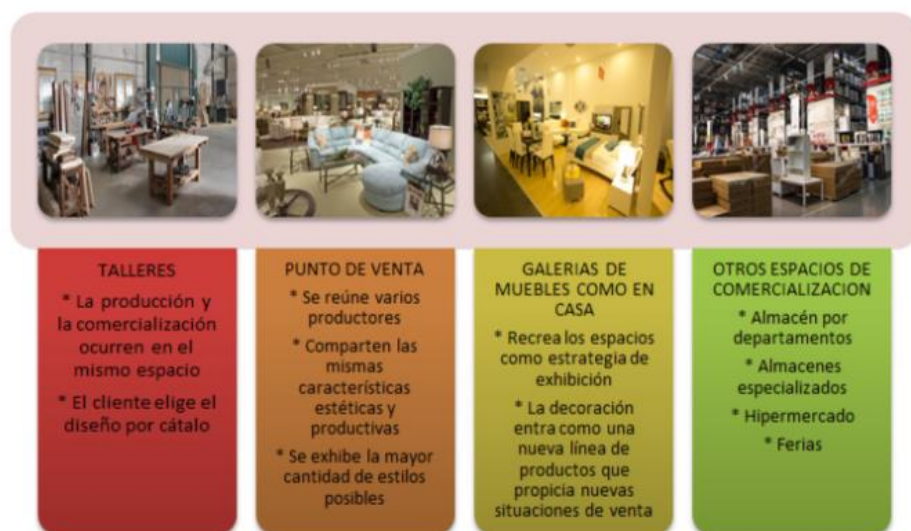 TALLERES
* La producción y
la comercialización
ocurren en el
mismo espacio
* El cliente elige el
diseño por cátalo
PUNTO DE VENTA
* Se reúne varios
productores
* Comparten las
mismas
características
estéticas y
productivas
* Se exhibe la mayor
cantidad de estilos
posibles
GALERIAS DE
MUEBLES COMO EN
CASA
* Recrea los espacios
como estrategia de
exhibición
* La decoración
entra como una
nueva línea de
productos que
propicia nuevas
situaciones de venta
OTROS ESPACIOS DE
COMERCIALIZACION
* Almacén por
departamentos
* Almacenes
especializados
* Hipermercado
* Ferias